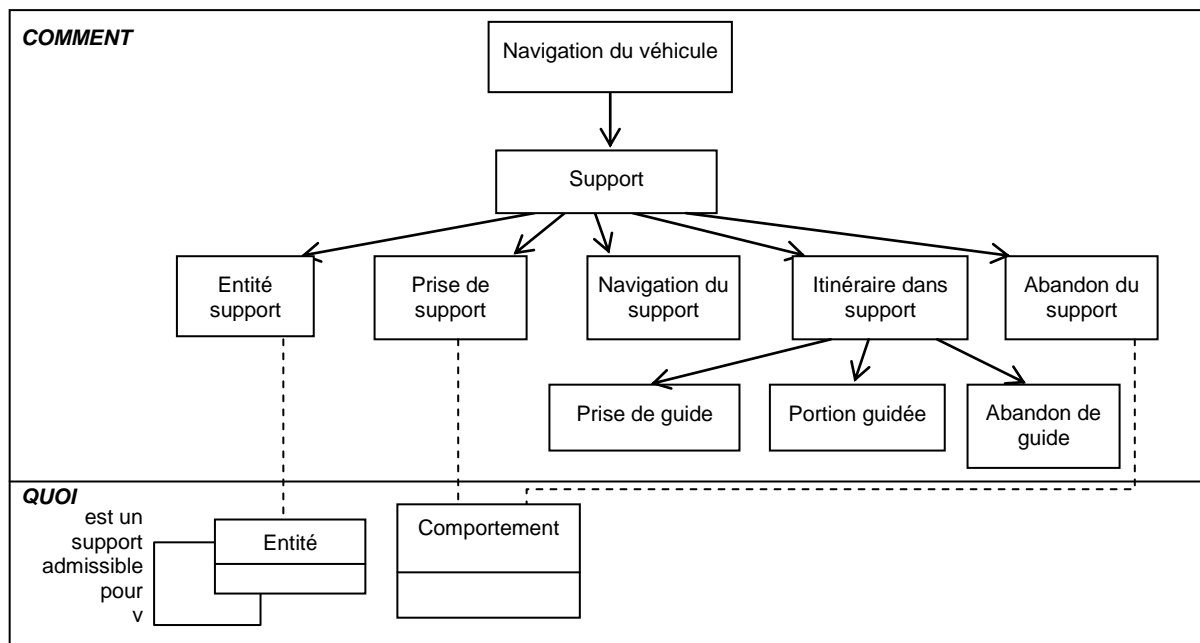 COMMENT
Navigation du véhicule
Support
Entité
support
Prise de
support
Navigation du
support
Itinéraire dans
support
Abandon du
support
Prise de guide
Portion guidée
Abandon de
guide
QUOI
est un
support
admissible
pour
v
Entité
Comportement